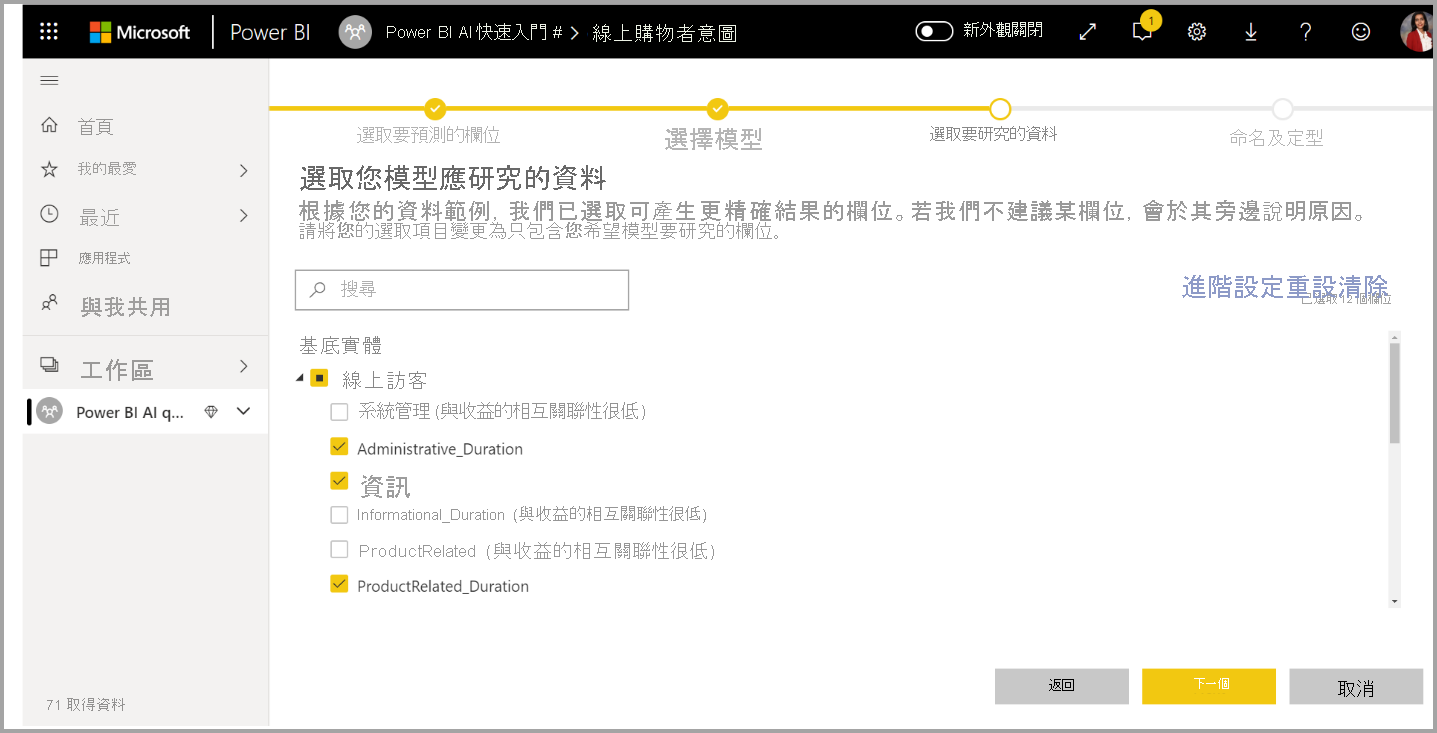 Microsoft Power BI Power BI AI 快速入門 # > 線上購物者意圖 新外觀關閉 1
首頁
我的最愛
最近
應用程式
與我共用
工作區
Power BI AI q...
71 取得資料
選取要預測的欄位 選擇模型 選取要研究的資料 命名及定型
選取您模型應研究的資料
根據您的資料範例, 我們已選取可產生更精確結果的欄位。若我們不建議某欄位, 會於其旁邊說明原因。
請將您的選取項目變更為只包含您希望模型要研究的欄位。
搜尋
進階設定重設清除
已選取 12 個欄位
基底實體
線上訪客
系統管理 (與收益的相互關聯性很低)
Administrative_Duration
資訊
Informational_Duration (與收益的相互關聯性很低)
ProductRelated (與收益的相互關聯性很低)
ProductRelated_Duration
返回 下一個 取消